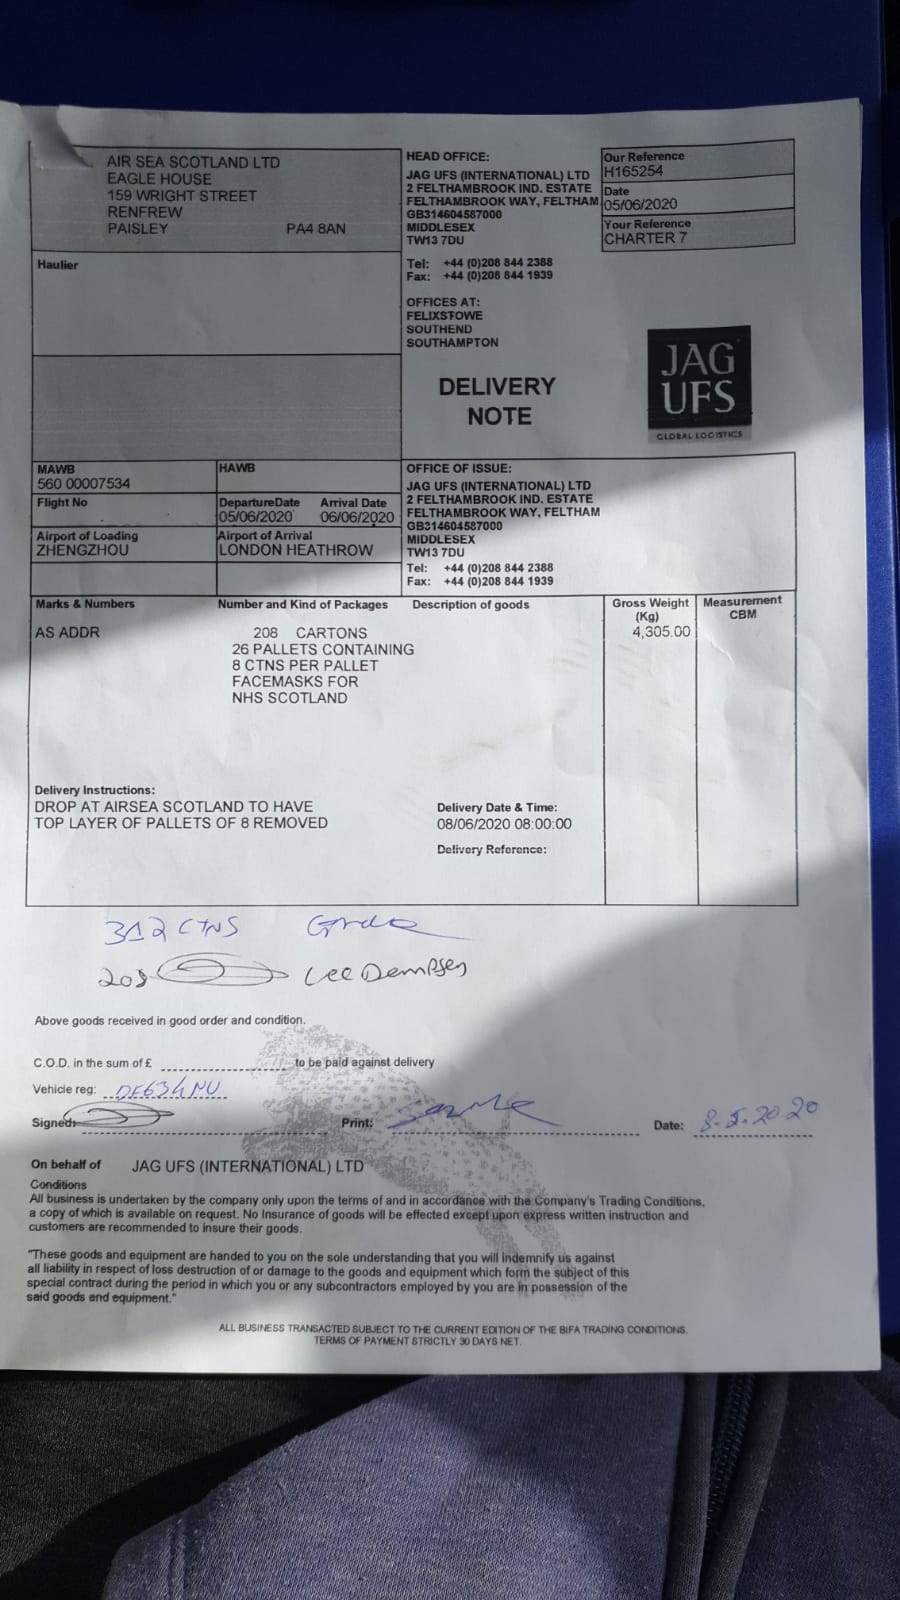 AIR SEA SCOTLAND LTD
EAGLE HOUSE
159 WRIGHT STREET
RENFREW
PAISLEY PA4 8AN
HEAD OFFICE:
JAG UFS (INTERNATIONAL) LTD
2 FELTHAMBROOK IND. ESTATE
FELTHAMBROOK WAY, FELTHAM
GB314604587000
MIDDLESEX
TW13 7DU
Tel: +44 (0)208 844 2388
Fax: +44 (0)208 844 1939
OFFICES AT:
FELIXSTOWE
SOUTHEND
SOUTHAMPTON
Our Reference
H165254
Date
05/06/2020
Your Reference
CHARTER 7
Haulier
DELIVERY
NOTE
JAG
UFS
GLOBAL LOGISTICS
MAWB
560 00007534
HAWB
Flight No
DepartureDate Arrival Date
05/06/2020 06/06/2020
Airport of Loading
ZHENGZHOU
Airport of Arrival
LONDON HEATHROW
OFFICE OF ISSUE:
JAG UFS (INTERNATIONAL) LTD
2 FELTHAMBROOK IND. ESTATE
FELTHAMBROOK WAY, FELTHAM
GB314604587000
MIDDLESEX
TW13 7DU
Tel: +44 (0)208 844 2388
Fax: +44 (0)208 844 1939
Marks & Numbers Number and Kind of Packages Description of goods Gross Weight (Kg) Measurement CBM
AS ADDR 208 CARTONS 4,305.00
26 PALLETS CONTAINING
8 CTNS PER PALLET
FACEMASKS FOR
NHS SCOTLAND
Delivery Instructions:
DROP AT AIRSEA SCOTLAND TO HAVE
TOP LAYER OF PALLETS OF 8 REMOVED
Delivery Date & Time:
08/06/2020 08:00:00
Delivery Reference:
312 CTNS
208 Lee Dempsey
Above goods received in good order and condition.
C.O.D. in the sum of £ to be paid against delivery
Vehicle reg: DF63HNU
Signed: Print: Date: 8-5.2020
On behalf of JAG UFS (INTERNATIONAL) LTD
Conditions
All business is undertaken by the company only upon the terms of and in accordance with the Company's Trading Conditions,
a copy of which is available on request. No Insurance of goods will be effected except upon express written instruction and
customers are recommended to insure their goods.
"These goods and equipment are handed to you on the sole understanding that you will indemnify us against
all liability in respect of loss destruction of or damage to the goods and equipment which form the subject of this
special contract during the period in which you or any subcontractors employed by you are in possession of the
said goods and equipment."
ALL BUSINESS TRANSACTED SUBJECT TO THE CURRENT EDITION OF THE BIFA TRADING CONDITIONS.
TERMS OF PAYMENT STRICTLY 30 DAYS NET.